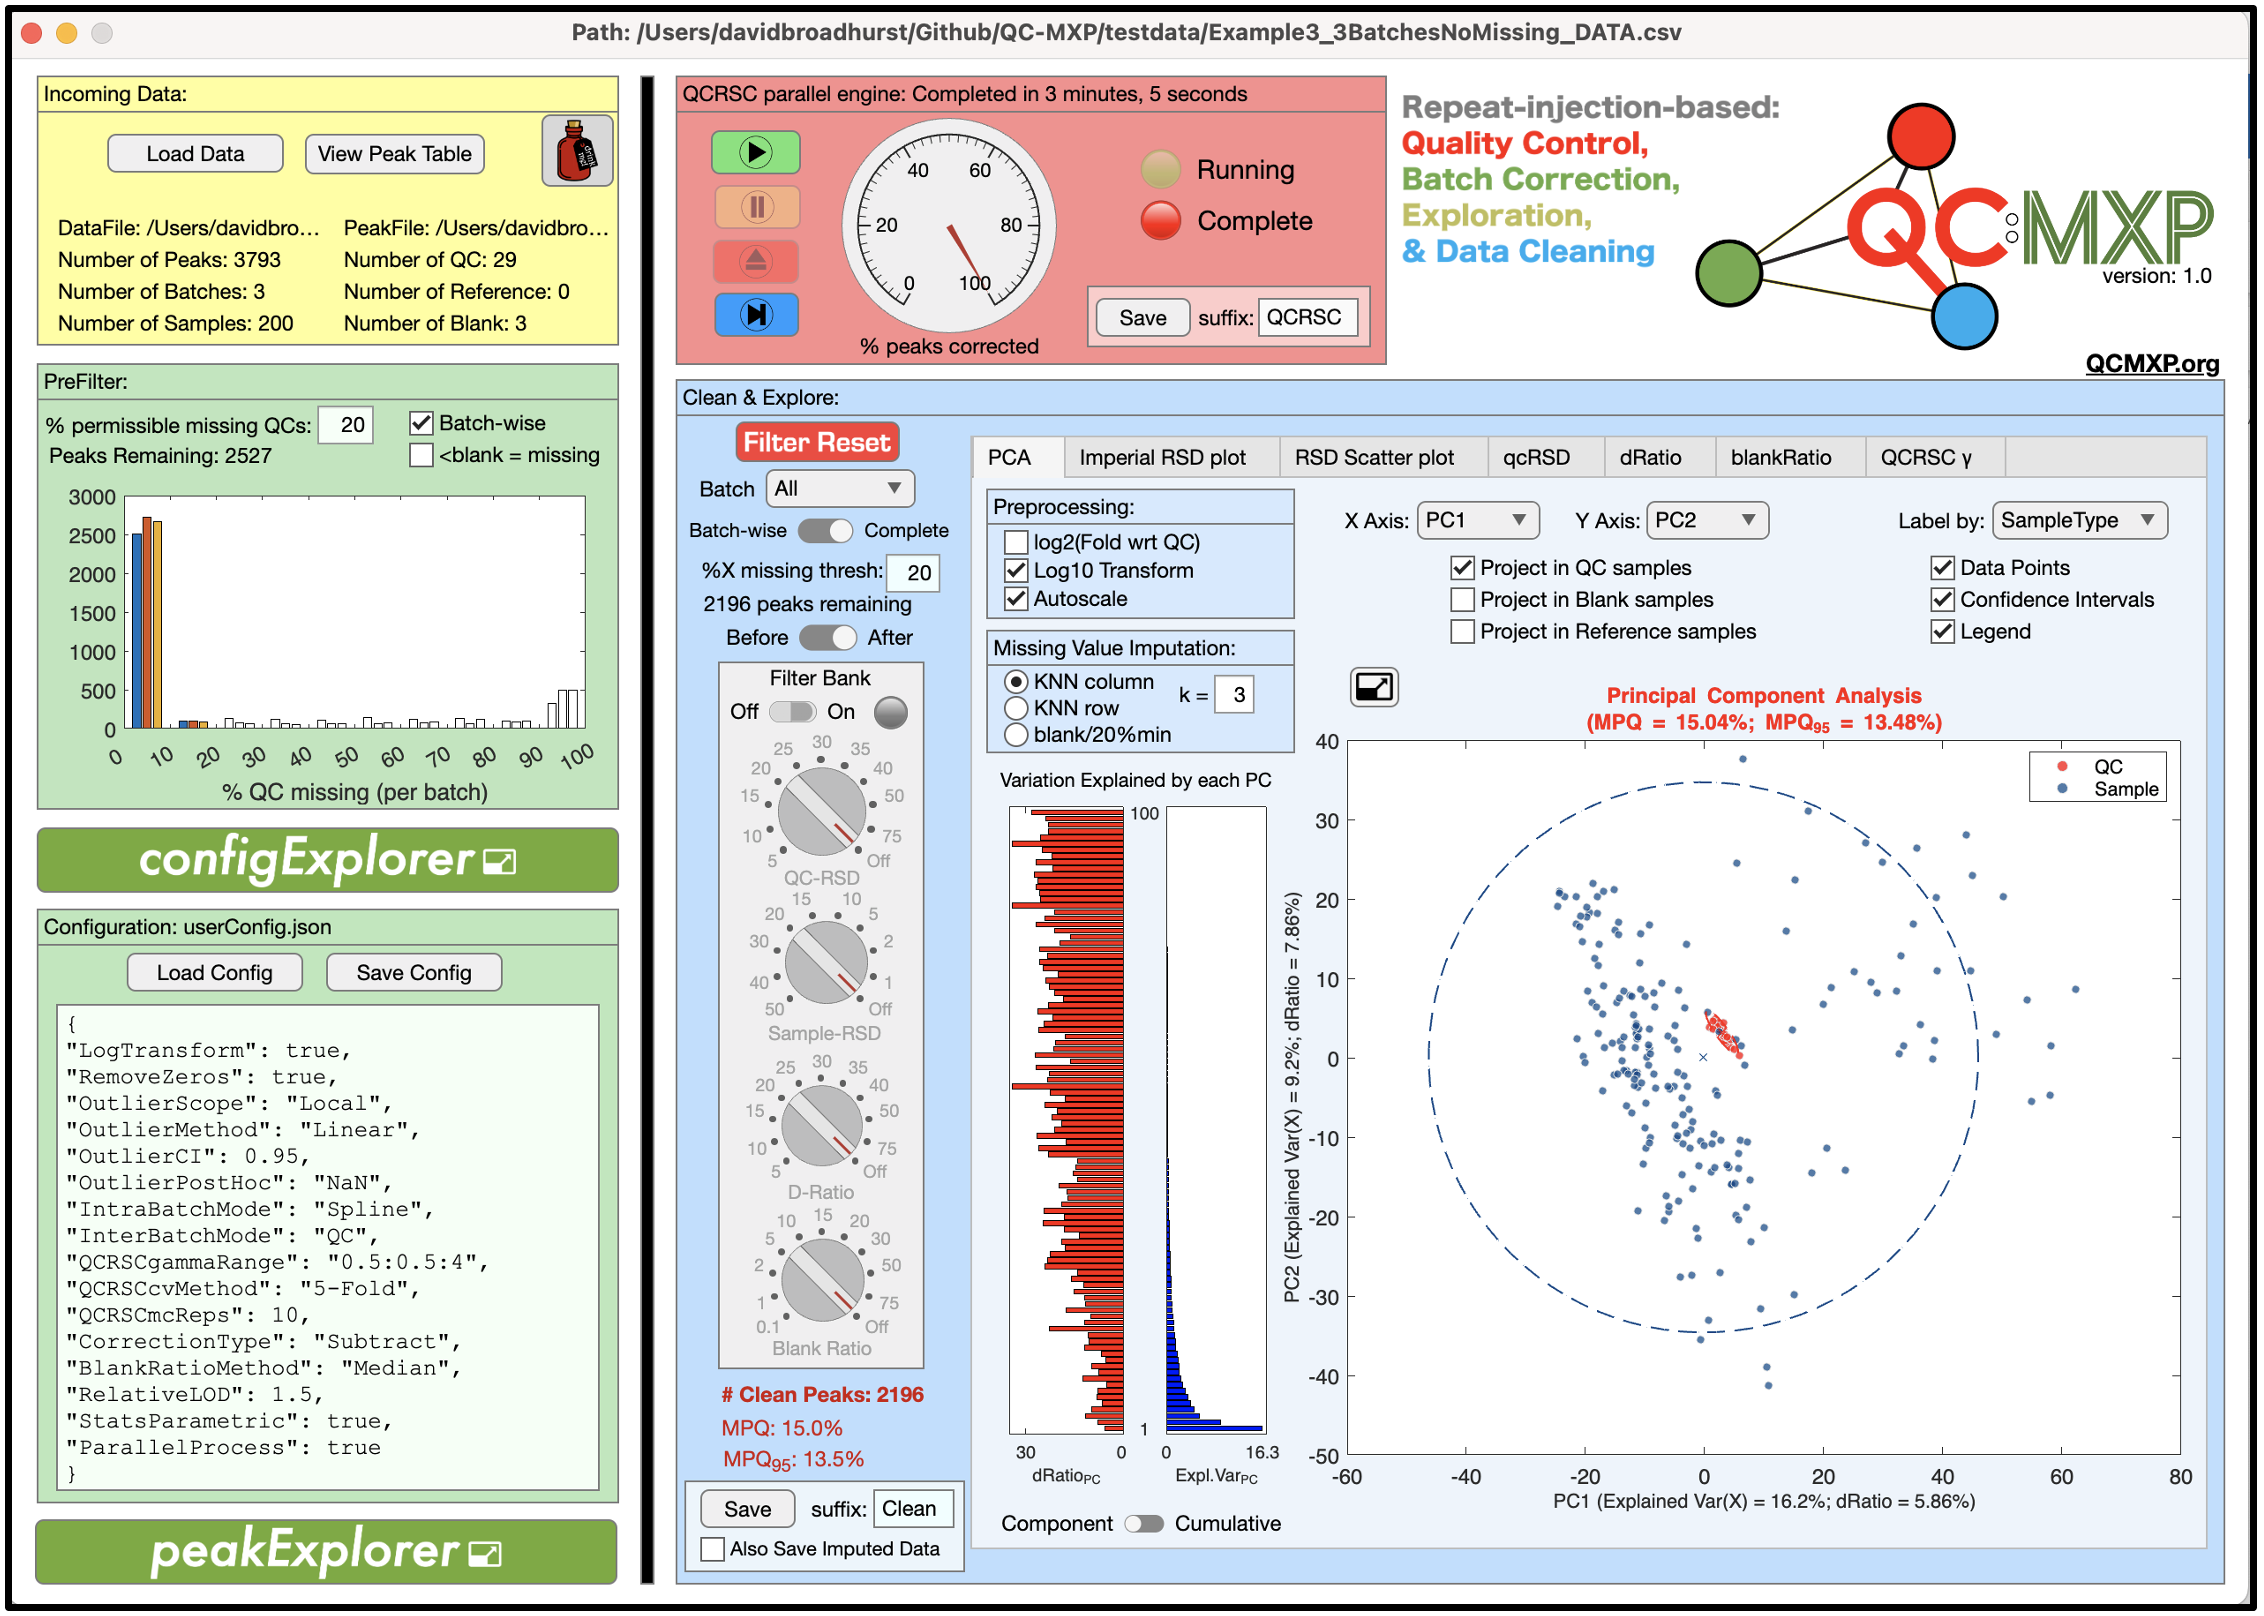 Path: /Users/davidbroadhurst/Github/QC-MXP/testdata/Example3_3BatchesNoMissing_DATA.csv
Incoming Data:
Load Data
View Peak Table
drink me!
DataFile: /Users/davidbro...
PeakFile: /Users/davidbro...
Number of Peaks: 3793
Number of QC: 29
Number of Batches: 3
Number of Reference: 0
Number of Samples: 200
Number of Blank: 3
PreFilter:
% permissible missing QCs: 20
Batch-wise
Peaks Remaining: 2527
<blank = missing
3000
2500
2000
1500
1000
500
0
0 10 20 30 40 50 60 70 80 90 100
% QC missing (per batch)
configExplorer
Configuration: userConfig.json
Load Config
Save Config
{
"LogTransform": true,
"RemoveZeros": true,
"OutlierScope": "Local",
"OutlierMethod": "Linear",
"OutlierCI": 0.95,
"OutlierPostHoc": "NaN",
"IntraBatchMode": "Spline",
"InterBatchMode": "QC",
"QCRSCgammaRange": "0.5:0.5:4",
"QCRSCcvMethod": "5-Fold",
"QCRSCmcReps": 10,
"CorrectionType": "Subtract",
"BlankRatioMethod": "Median",
"RelativeLOD": 1.5,
"StatsParametric": true,
"ParallelProcess": true
}
peakExplorer
QCRSC parallel engine: Completed in 3 minutes, 5 seconds
0 20 40 60 80 100
% peaks corrected
Running
Complete
Save
suffix: QCRSC
Repeat-injection-based:
Quality Control,
Batch Correction,
Exploration,
& Data Cleaning
QC:MXP
version: 1.0
QCMXP.org
Clean & Explore:
Filter Reset
Batch All
Batch-wise Complete
%X missing thresh: 20
2196 peaks remaining
Before After
Filter Bank
Off On
5 10 15 20 25 30 35 40 50 75 Off
QC-RSD
50 40 30 20 15 10 5 2 1 Off
Sample-RSD
5 10 15 20 25 30 35 40 50 75 Off
D-Ratio
0.1 1 2 5 10 15 20 30 50 75 Off
Blank Ratio
# Clean Peaks: 2196
MPQ: 15.0%
MPQ95: 13.5%
Save
suffix: Clean
Also Save Imputed Data
PCA
Imperial RSD plot
RSD Scatter plot
qcRSD
dRatio
blankRatio
QCRSC γ
Preprocessing:
log2(Fold wrt QC)
Log10 Transform
Autoscale
Missing Value Imputation:
KNN column
KNN row
blank/20%min
k = 3
Variation Explained by each PC
100
1
30 0
dRatioPC
0 16.3
Expl.VarPC
Component Cumulative
X Axis: PC1
Y Axis: PC2
Label by: SampleType
Project in QC samples
Project in Blank samples
Project in Reference samples
Data Points
Confidence Intervals
Legend
Principal Component Analysis
(MPQ = 15.04%; MPQ95 = 13.48%)
QC
Sample
40
30
20
10
0
-10
-20
-30
-40
-50
-60 -40 -20 0 20 40 60 80
PC2 (Explained Var(X) = 9.2%; dRatio = 7.86%)
PC1 (Explained Var(X) = 16.2%; dRatio = 5.86%)